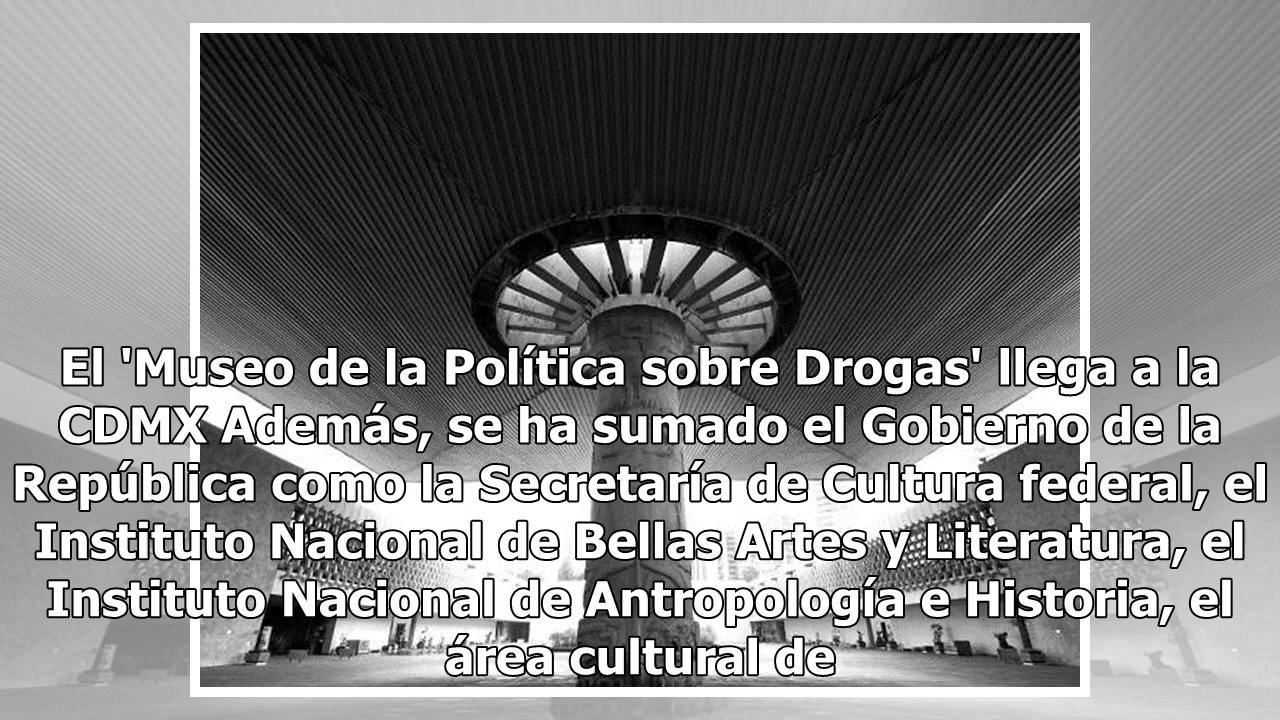 El 'Museo de la Política sobre Drogas' llega a la
CDMX Además, se ha sumado el Gobierno de la
República como la Secretaría de Cultura federal, el
Instituto Nacional de Bellas Artes y Literatura, el
Instituto Nacional de Antropología e Historia, el
área cultural de